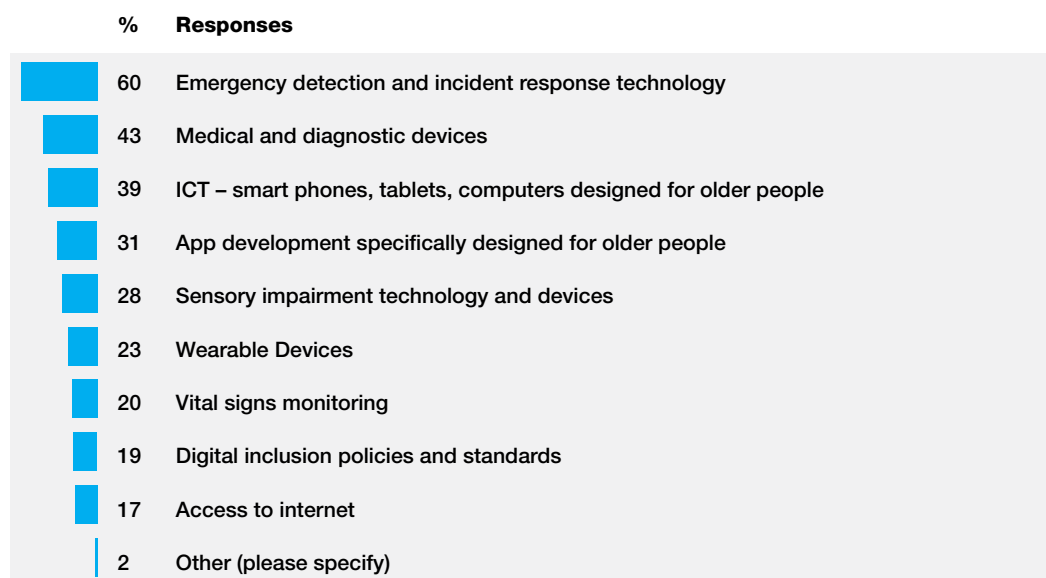 % Responses
60 Emergency detection and incident response technology
43 Medical and diagnostic devices
39 ICT – smart phones, tablets, computers designed for older people
31 App development specifically designed for older people
28 Sensory impairment technology and devices
23 Wearable Devices
20 Vital signs monitoring
19 Digital inclusion policies and standards
17 Access to internet
2 Other (please specify)